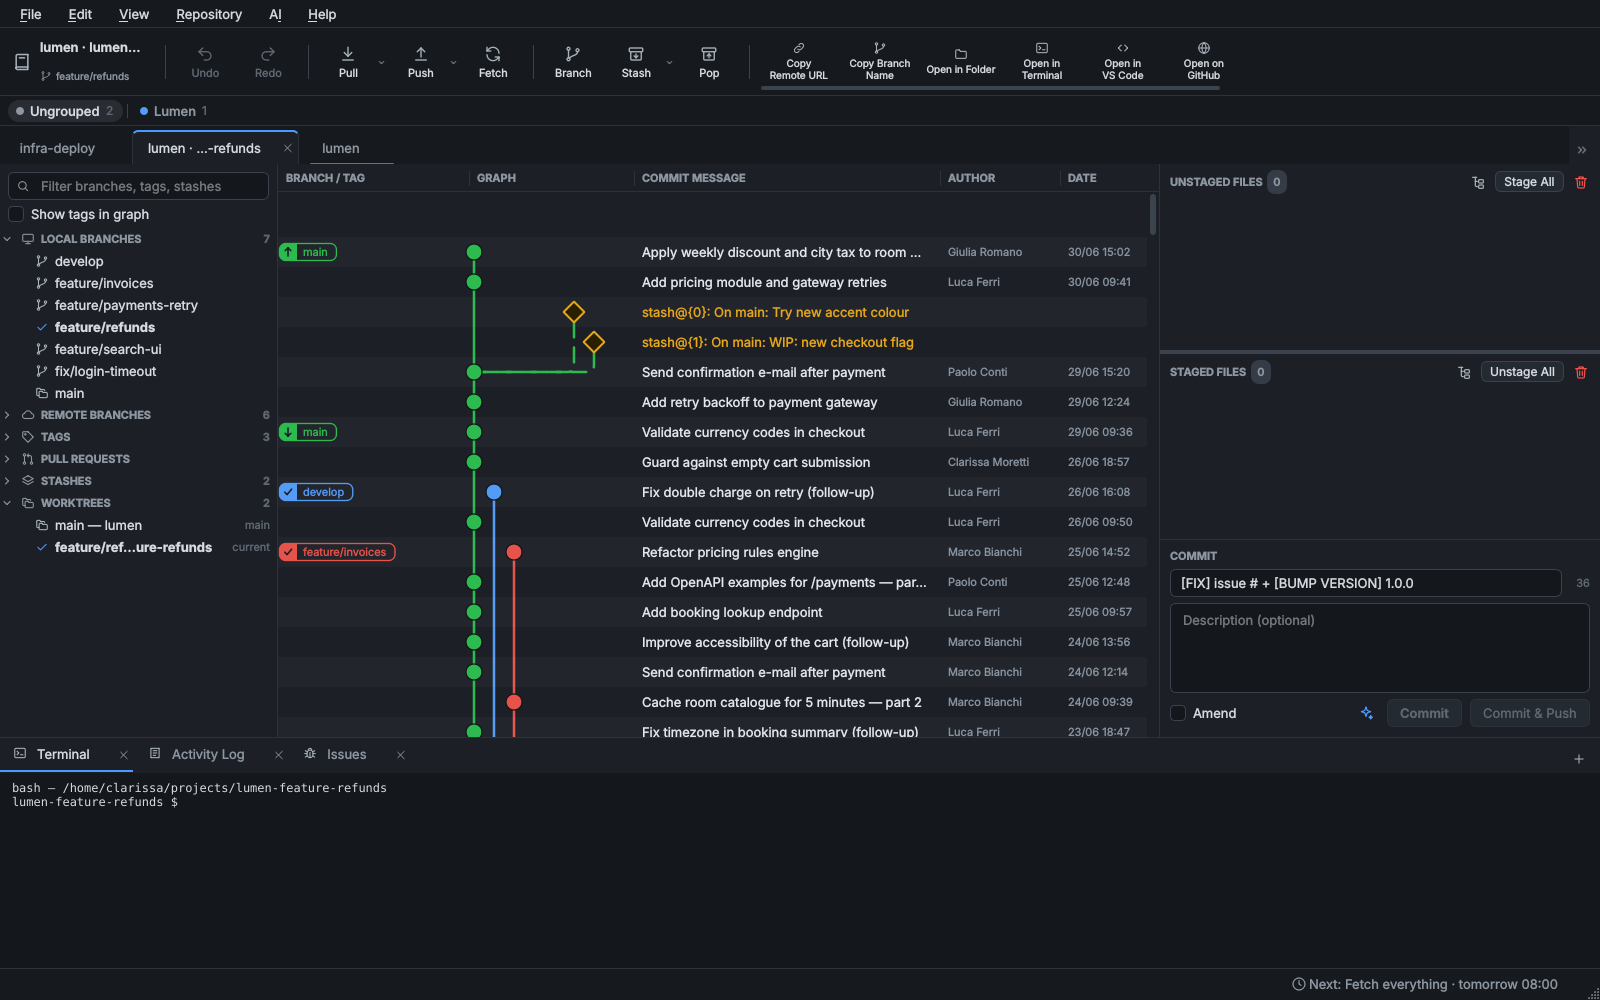 File Edit View Repository AI Help
lumen · lumen...
feature/refunds
Undo Redo Pull Push Fetch Branch Stash Pop
Copy Remote URL
Copy Branch Name
Open in Folder
Open in Terminal
Open in VS Code
Open on GitHub
Ungrouped 2 Lumen 1
infra-deploy lumen · ...-refunds lumen
Filter branches, tags, stashes
Show tags in graph
LOCAL BRANCHES 7
develop
feature/invoices
feature/payments-retry
feature/refunds
feature/search-ui
fix/login-timeout
main
REMOTE BRANCHES 6
TAGS 3
PULL REQUESTS
STASHES 2
WORKTREES 2
main — lumen main
feature/ref...ure-refunds current
BRANCH / TAG GRAPH COMMIT MESSAGE AUTHOR DATE
main Apply weekly discount and city tax to room ... Giulia Romano 30/06 15:02
Add pricing module and gateway retries Luca Ferri 30/06 09:41
stash@{0}: On main: Try new accent colour
stash@{1}: On main: WIP: new checkout flag
Send confirmation e-mail after payment Paolo Conti 29/06 15:20
Add retry backoff to payment gateway Giulia Romano 29/06 12:24
main Validate currency codes in checkout Luca Ferri 29/06 09:36
Guard against empty cart submission Clarissa Moretti 26/06 18:57
develop Fix double charge on retry (follow-up) Luca Ferri 26/06 16:08
Validate currency codes in checkout Luca Ferri 26/06 09:50
feature/invoices Refactor pricing rules engine Marco Bianchi 25/06 14:52
Add OpenAPI examples for /payments — par... Paolo Conti 25/06 12:48
Add booking lookup endpoint Luca Ferri 25/06 09:57
Improve accessibility of the cart (follow-up) Marco Bianchi 24/06 13:56
Send confirmation e-mail after payment Marco Bianchi 24/06 12:14
Cache room catalogue for 5 minutes — part 2 Marco Bianchi 24/06 09:39
Fix timezone in booking summary (follow-up) Luca Ferri 23/06 18:47
UNSTAGED FILES 0 Stage All
STAGED FILES 0 Unstage All
COMMIT
[FIX] issue # + [BUMP VERSION] 1.0.0 36
Description (optional)
Amend Commit Commit & Push
Terminal Activity Log Issues
bash — /home/clarissa/projects/lumen-feature-refunds
lumen-feature-refunds $
Next: Fetch everything · tomorrow 08:00